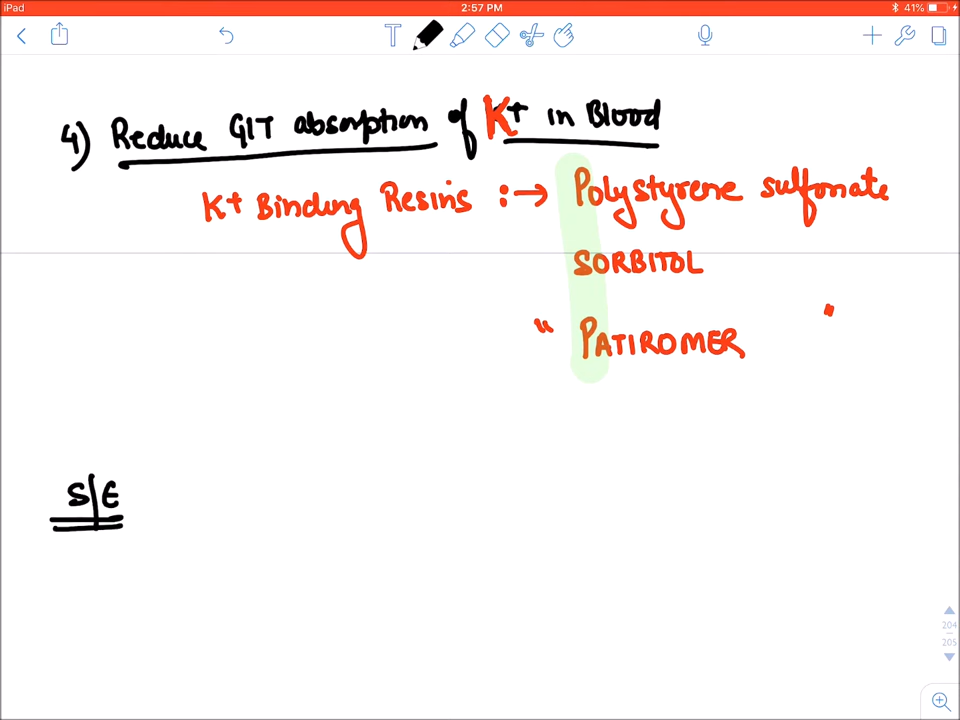 iPad
2:57 PM
41%
T
4) Reduce GIT absorption of K+ in Blood
K+ Binding Resins :→ Polystyrene sulfonate
SORBITOL
" PATIROMER "
S/E
204
205